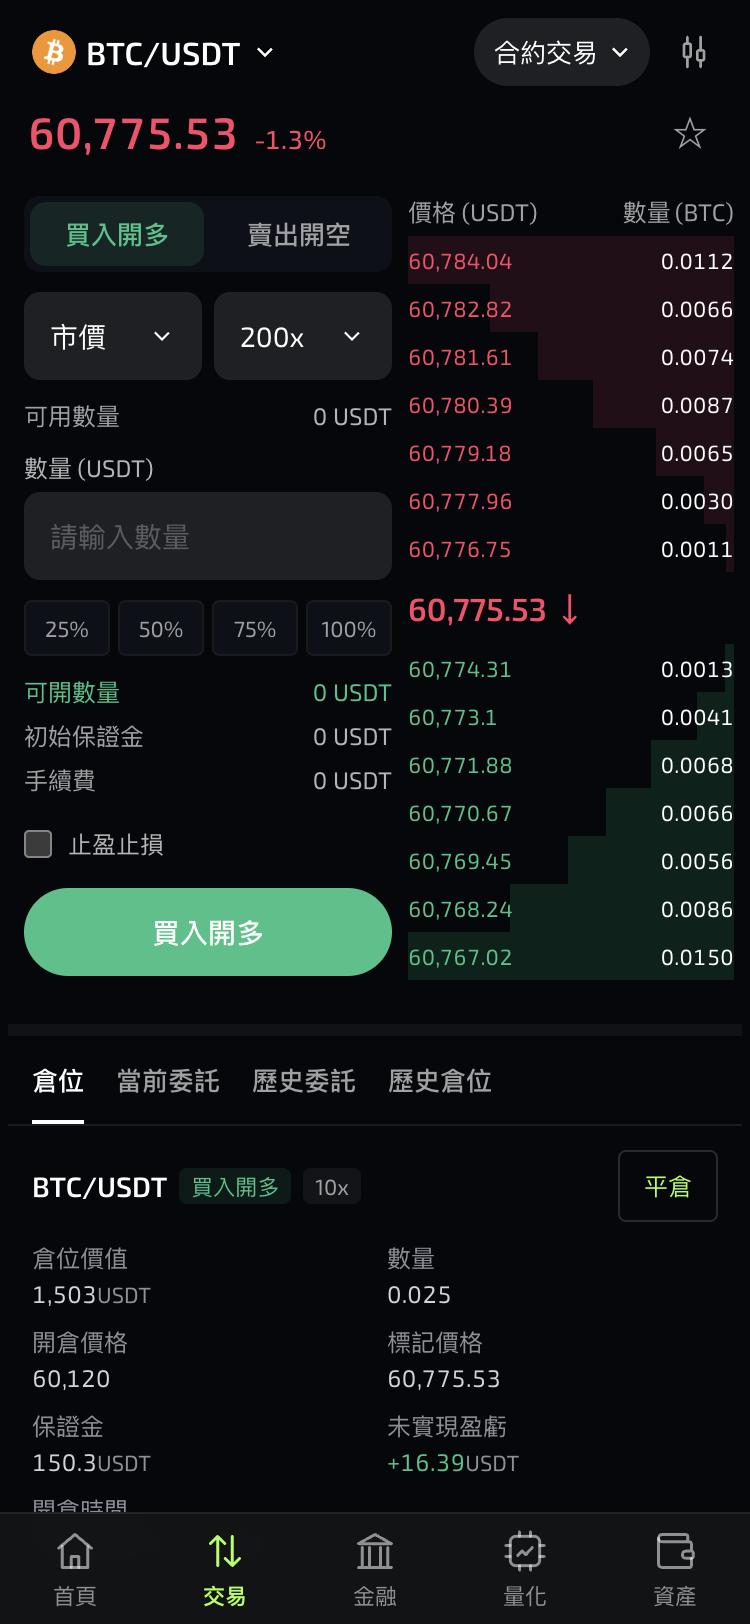 BTC/USDT
合約交易
60,775.53 -1.3%
買入開多 賣出開空
市價 200x
可用數量 0 USDT
數量 (USDT)
請輸入數量
25% 50% 75% 100%
可開數量 0 USDT
初始保證金 0 USDT
手續費 0 USDT
止盈止損
買入開多
價格 (USDT) 數量 (BTC)
60,784.04 0.0112
60,782.82 0.0066
60,781.61 0.0074
60,780.39 0.0087
60,779.18 0.0065
60,777.96 0.0030
60,776.75 0.0011
60,775.53 ↓
60,774.31 0.0013
60,773.1 0.0041
60,771.88 0.0068
60,770.67 0.0066
60,769.45 0.0056
60,768.24 0.0086
60,767.02 0.0150
倉位 當前委託 歷史委託 歷史倉位
BTC/USDT 買入開多 10x 平倉
倉位價值 數量
1,503USDT 0.025
開倉價格 標記價格
60,120 60,775.53
保證金 未實現盈虧
150.3USDT +16.39USDT
開倉時間
首頁 交易 金融 量化 資產